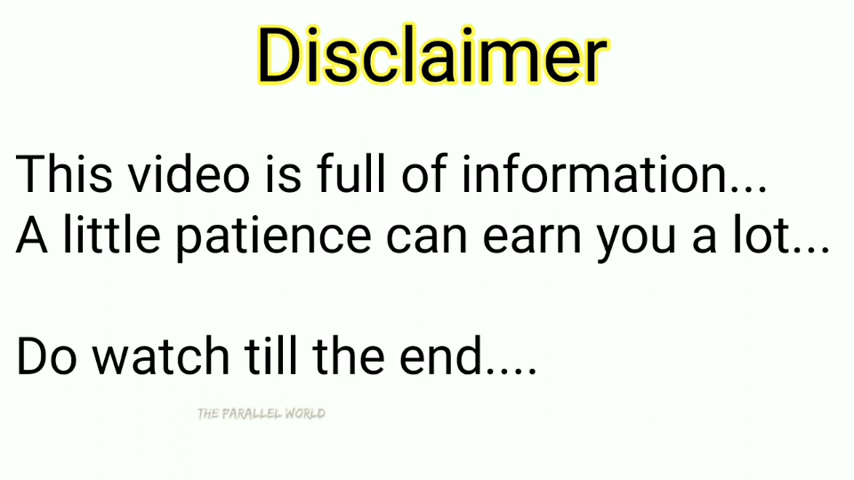 Disclaimer
This video is full of information...
A little patience can earn you a lot...
Do watch till the end....
THE PARALLEL WORLD